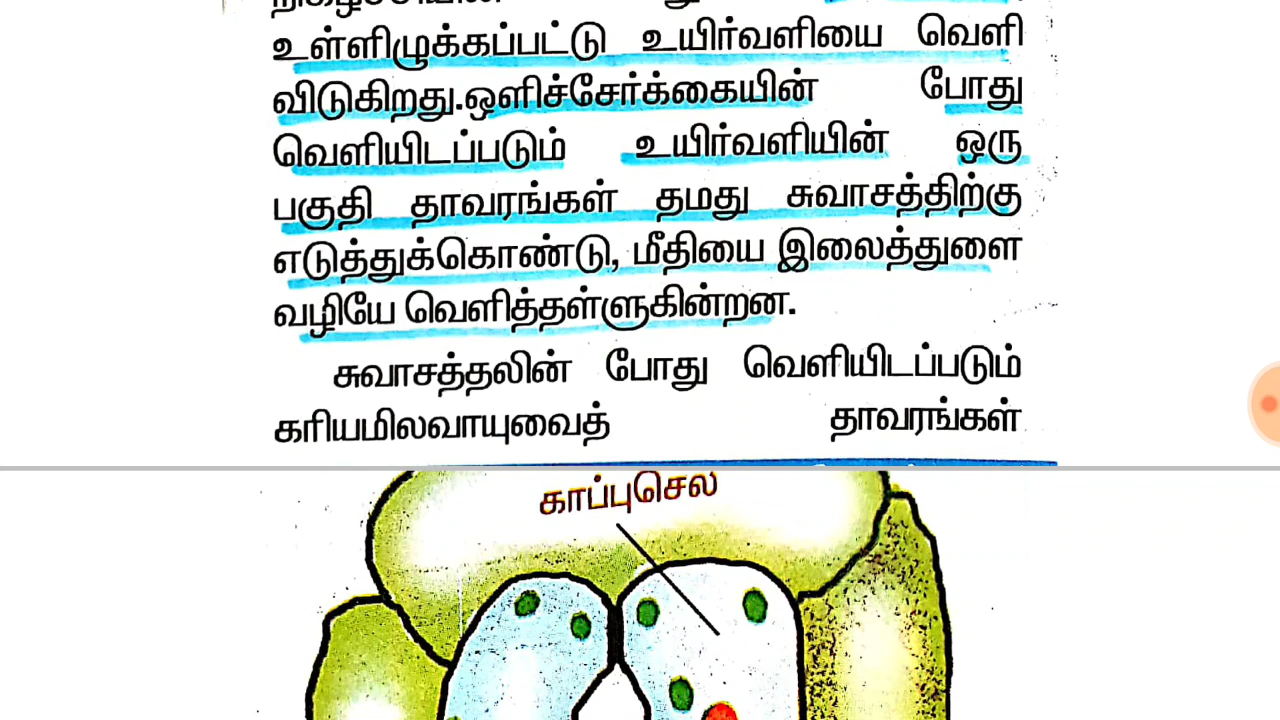 உள்ளிழுக்கப்பட்டு உயிர்வளியை வெளி
விடுகிறது.ஒளிச்சேர்க்கையின் போது
வெளியிடப்படும் உயிர்வளியின் ஒரு
பகுதி தாவரங்கள் தமது சுவாசத்திற்கு
எடுத்துக்கொண்டு, மீதியை இலைத்துளை
வழியே வெளித்தள்ளுகின்றன.
சுவாசத்தலின் போது வெளியிடப்படும்
கரியமிலவாயுவைத் தாவரங்கள்
காப்புசெல்